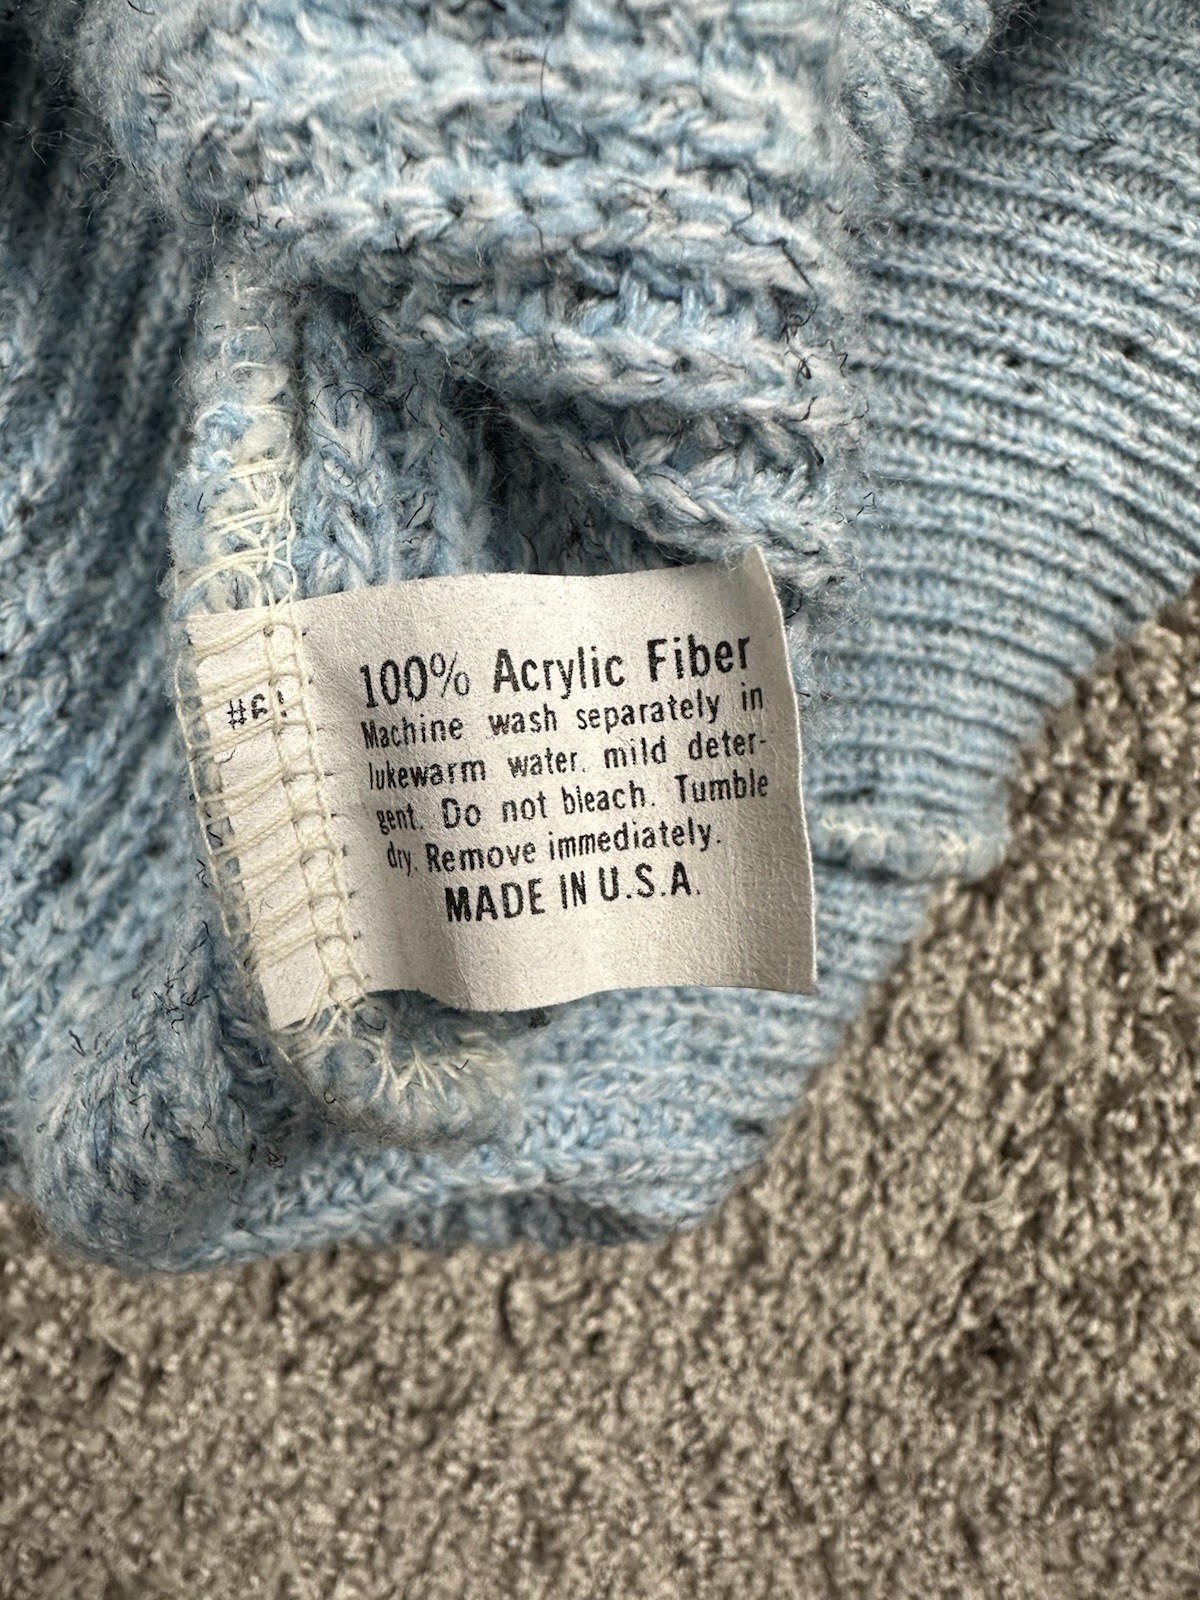 100% Acrylic Fiber
Machine wash separately in
lukewarm water. mild deter-
gent. Do not bleach. Tumble
dry. Remove immediately.
MADE IN U.S.A.